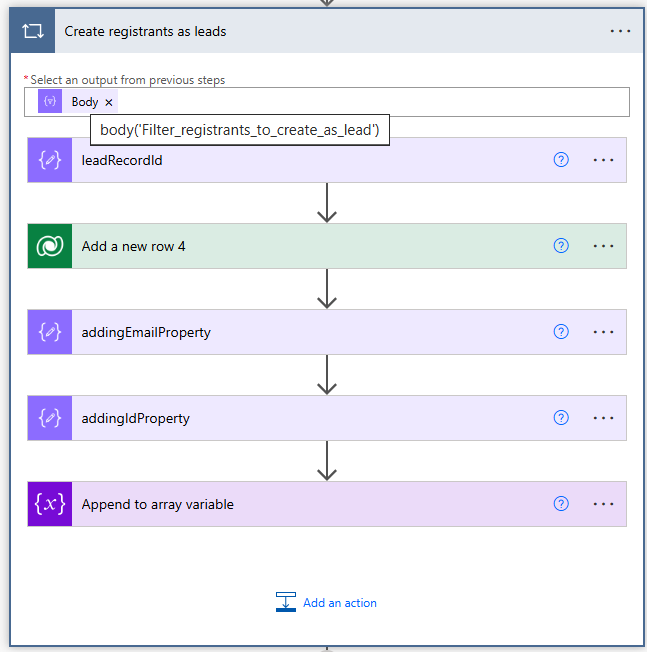 Create registrants as leads
* Select an output from previous steps
Body
body('Filter_registrants_to_create_as_lead')
leadRecordId
Add a new row 4
addingEmailProperty
addingIdProperty
{x} Append to array variable
Add an action